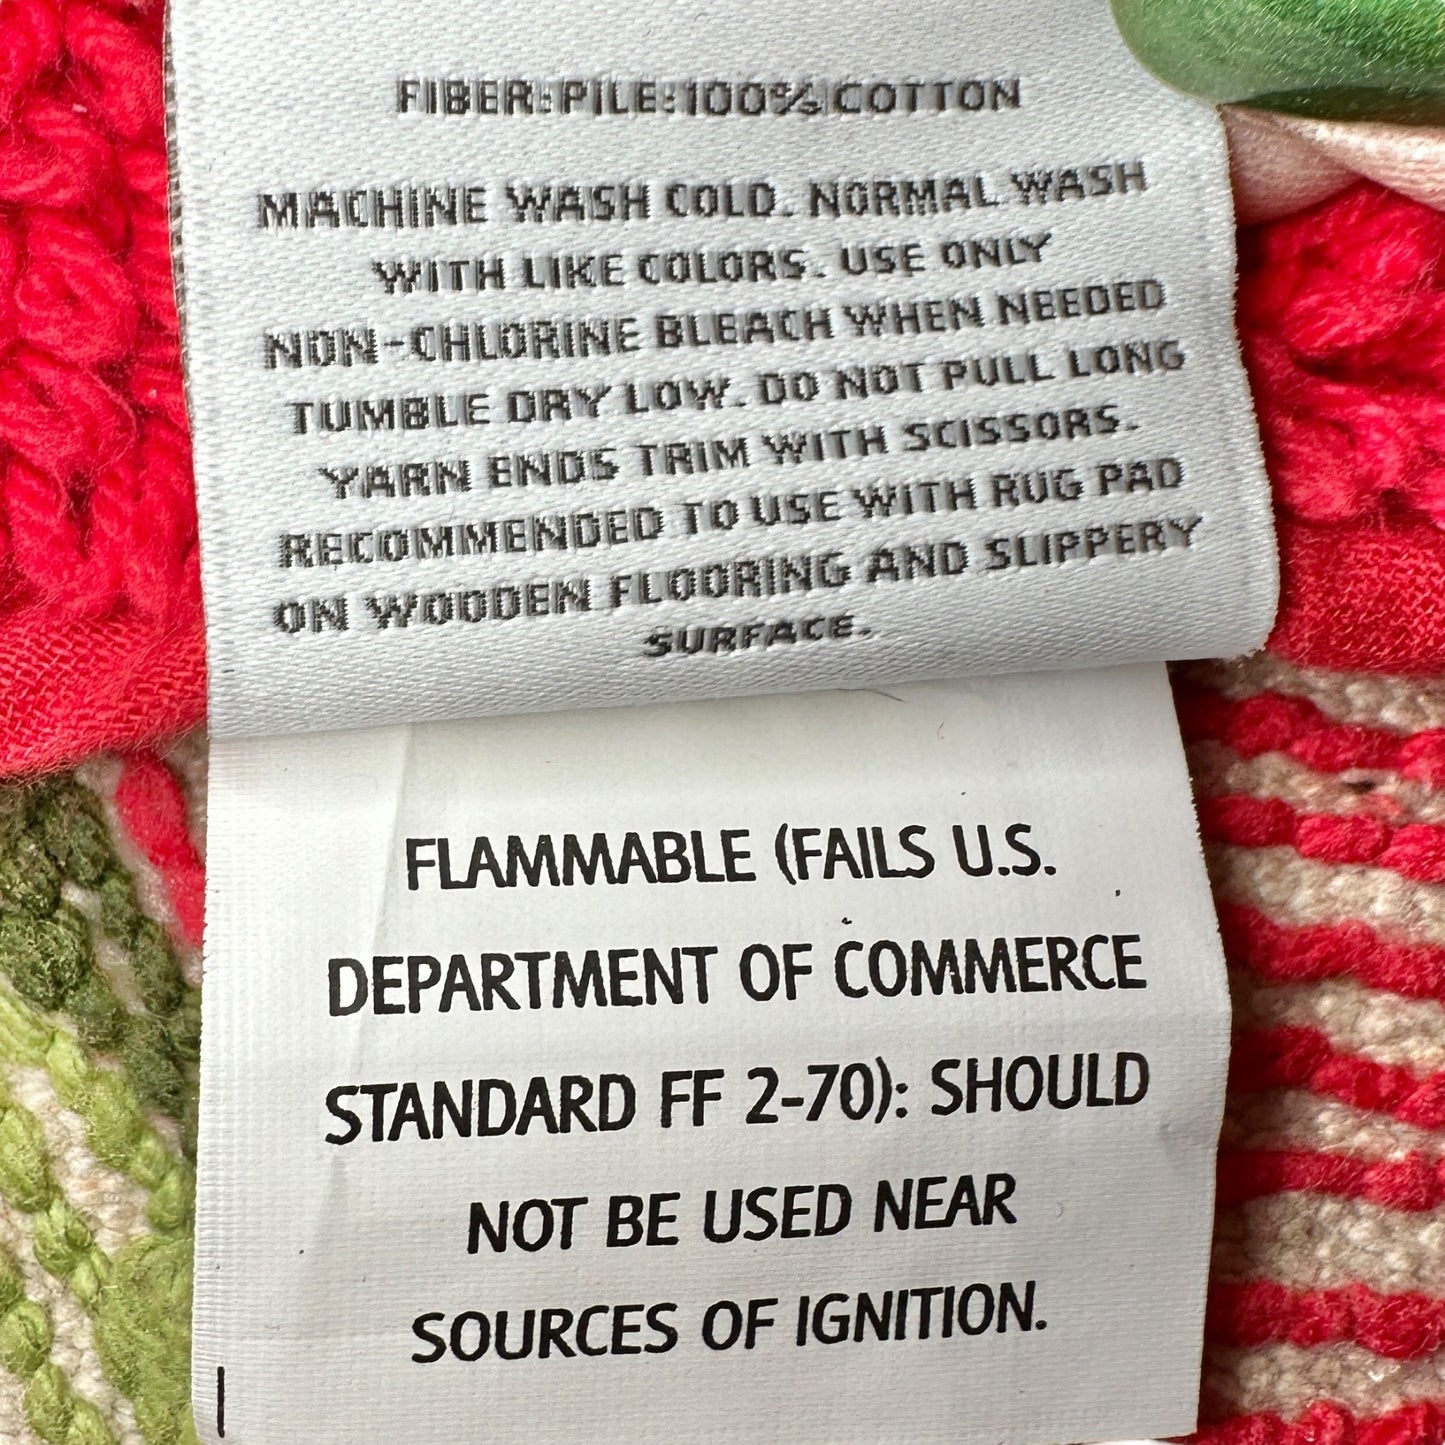 FIBER:PILE:100% COTTON
MACHINE WASH COLD. NORMAL WASH
WITH LIKE COLORS. USE ONLY
NON-CHLORINE BLEACH WHEN NEEDED
TUMBLE DRY LOW. DO NOT PULL LONG
YARN ENDS TRIM WITH SCISSORS.
RECOMMENDED TO USE WITH RUG PAD
ON WOODEN FLOORING AND SLIPPERY
SURFACE.
FLAMMABLE (FAILS U.S.
DEPARTMENT OF COMMERCE
STANDARD FF 2-70): SHOULD
NOT BE USED NEAR
SOURCES OF IGNITION.